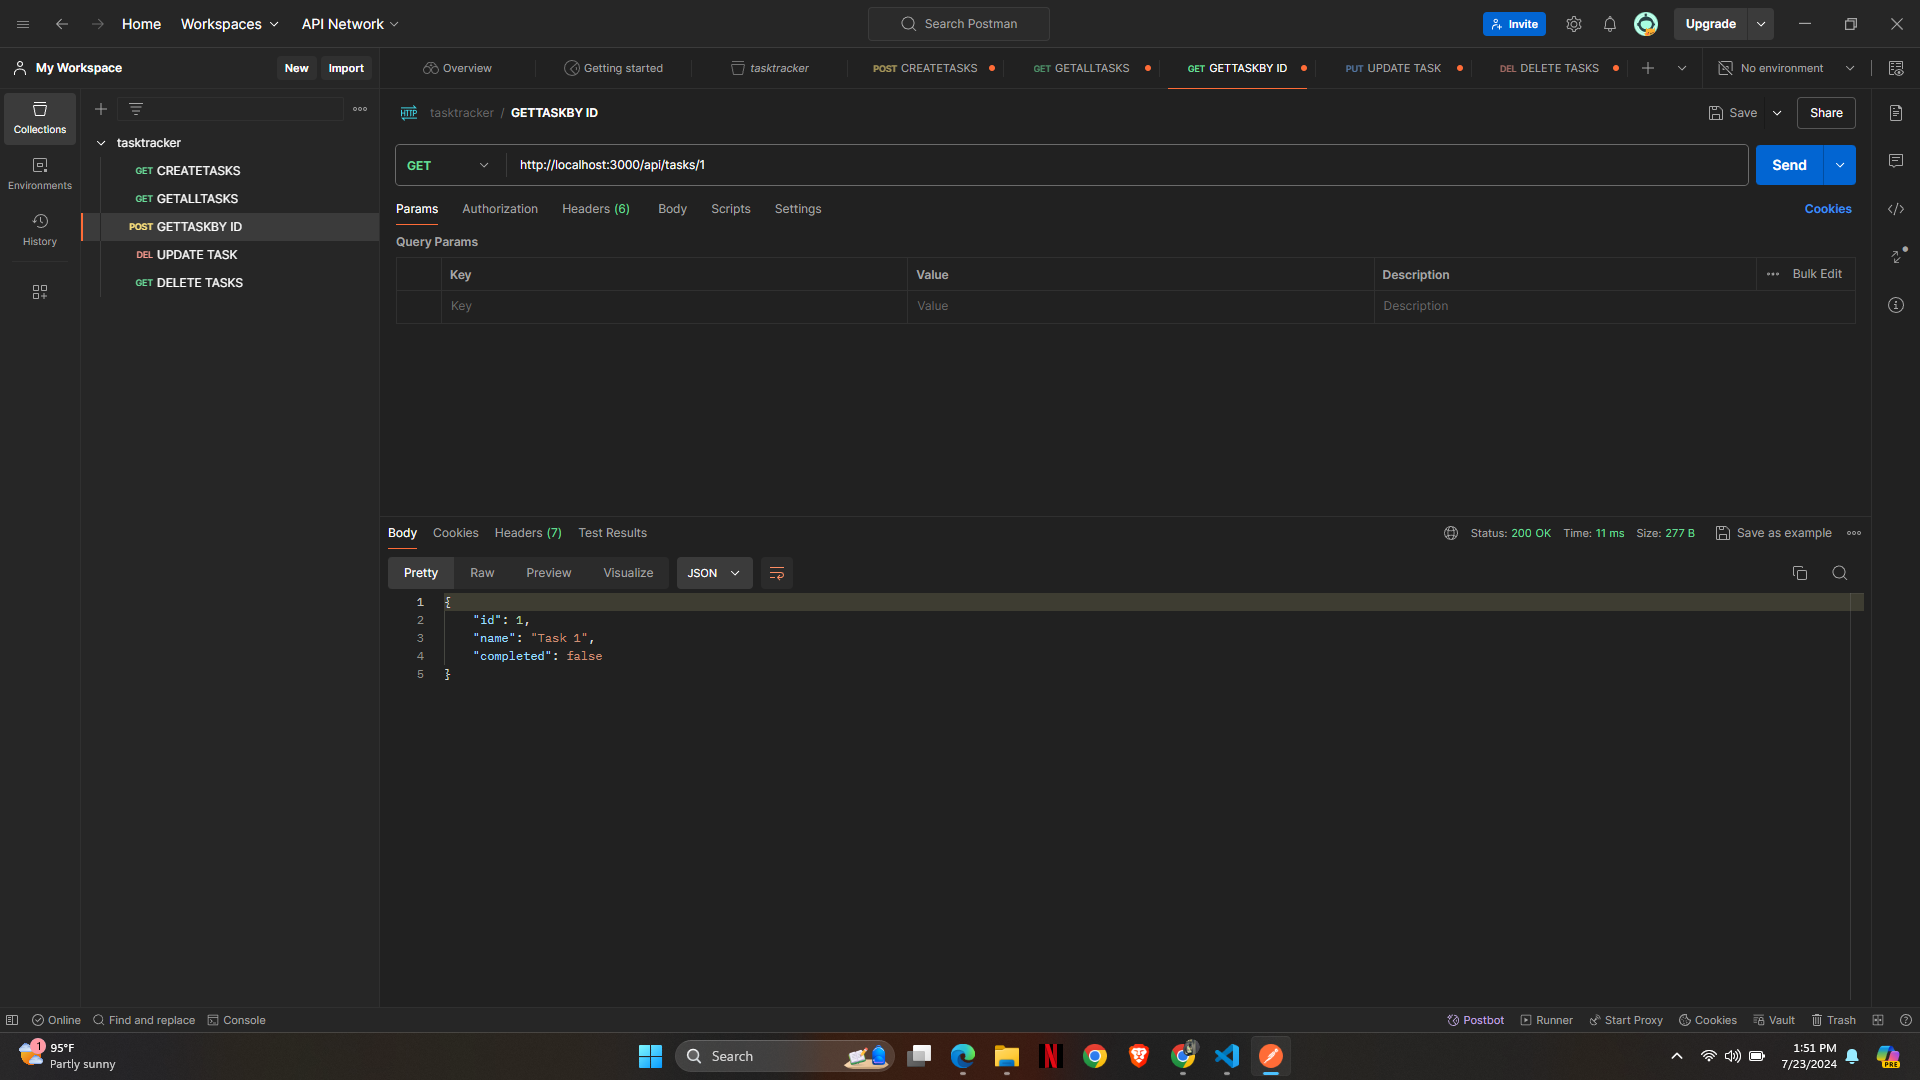 Home Workspaces API Network Search Postman Invite Upgrade
My Workspace New Import Overview Getting started tasktracker POST CREATETASKS GET GETALLTASKS GET GETTASKBY ID PUT UPDATE TASK DEL DELETE TASKS No environment
Collections
Environments
History
tasktracker
GET CREATETASKS
GET GETALLTASKS
POST GETTASKBY ID
DEL UPDATE TASK
GET DELETE TASKS
HTTP tasktracker / GETTASKBY ID Save Share
GET http://localhost:3000/api/tasks/1 Send
Params Authorization Headers (6) Body Scripts Settings Cookies
Query Params
Key Value Description Bulk Edit
Key Value Description
Body Cookies Headers (7) Test Results Status: 200 OK Time: 11 ms Size: 277 B Save as example
Pretty Raw Preview Visualize JSON
1 {
2 "id": 1,
3 "name": "Task 1",
4 "completed": false
5 }
Online Find and replace Console Postbot Runner Start Proxy Cookies Vault Trash
1 95°F
Partly sunny
Search
1:51 PM
7/23/2024
PRE